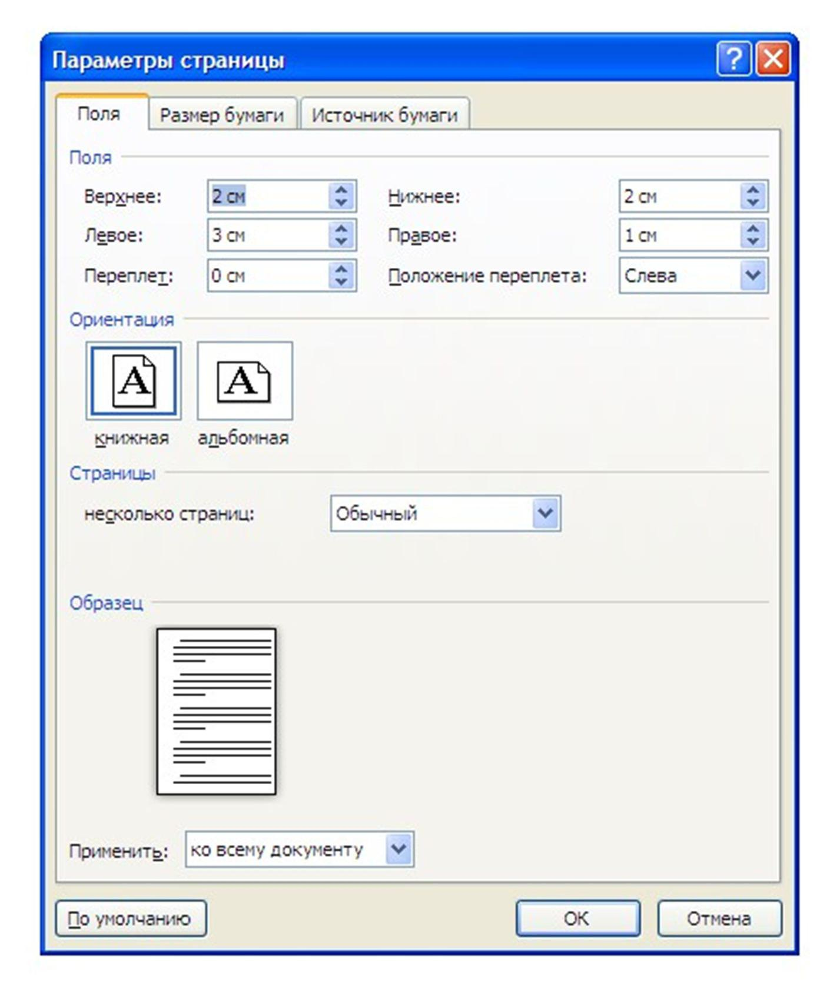 Параметры страницы
Поля Размер бумаги Источник бумаги
Поля
Верхнее: 2 см Нижнее: 2 см
Левое: 3 см Правое: 1 см
Переплет: 0 см Положение переплета: Слева
Ориентация
A A
книжная альбомная
Страницы
несколько страниц: Обычный
Образец
Применить: ко всему документу
По умолчанию ОК Отмена